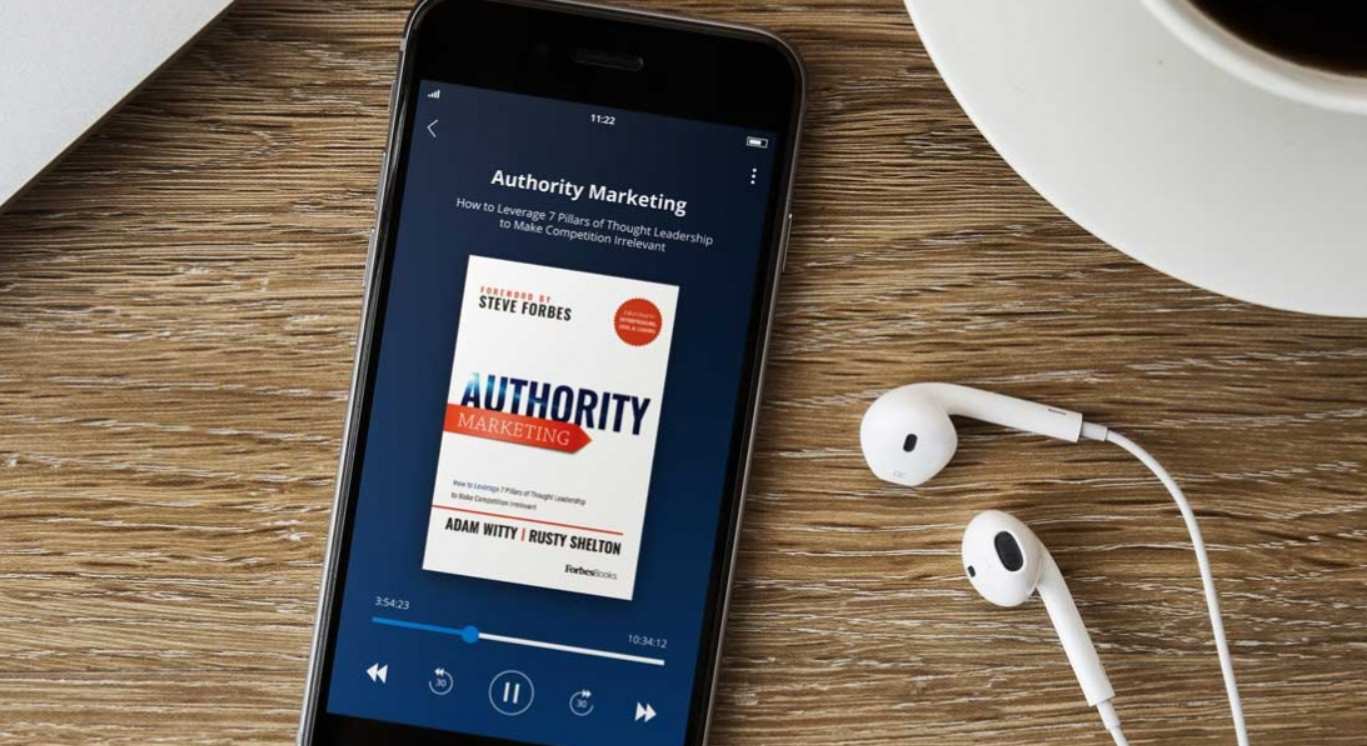 11:22
Authority Marketing
How to Leverage 7 Pillars of Thought Leadership
to Make Competition Irrelevant
FOREWORD BY
STEVE FORBES
AUTHORITY
MARKETING
How to Leverage 7 Pillars of Thought Leadership
to Make Competition Irrelevant
ADAM WITTY | RUSTY SHELTON
ForbesBooks
3:54:23
10:34:12
30
30